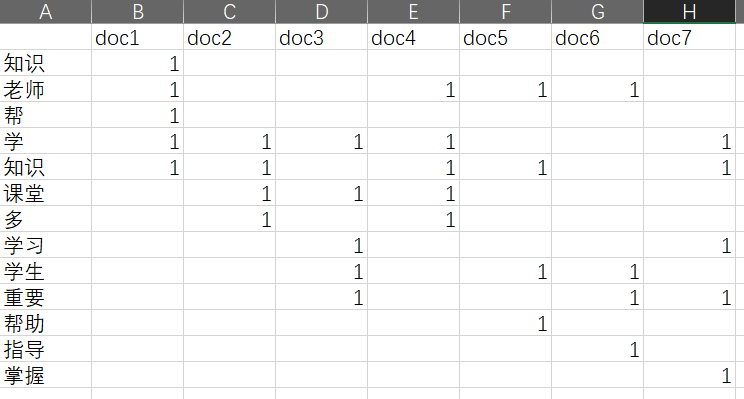 A B C D E F G H
doc1 doc2 doc3 doc4 doc5 doc6 doc7
知识 1
老师 1 1 1 1
帮 1
学 1 1 1 1 1
知识 1 1 1 1 1
课堂 1 1 1
多 1 1
学习 1 1
学生 1 1 1
重要 1 1 1
帮助 1
指导 1
掌握 1